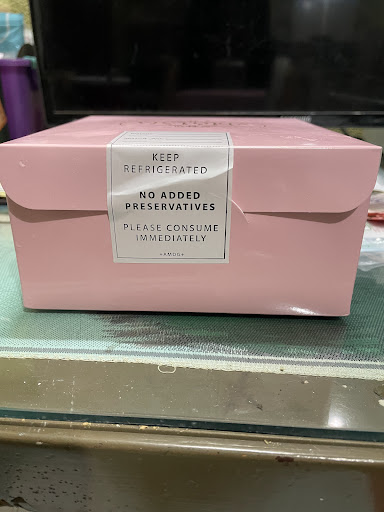 KEEP
REFRIGERATED
NO ADDED
PRESERVATIVES
PLEASE CONSUME
IMMEDIATELY